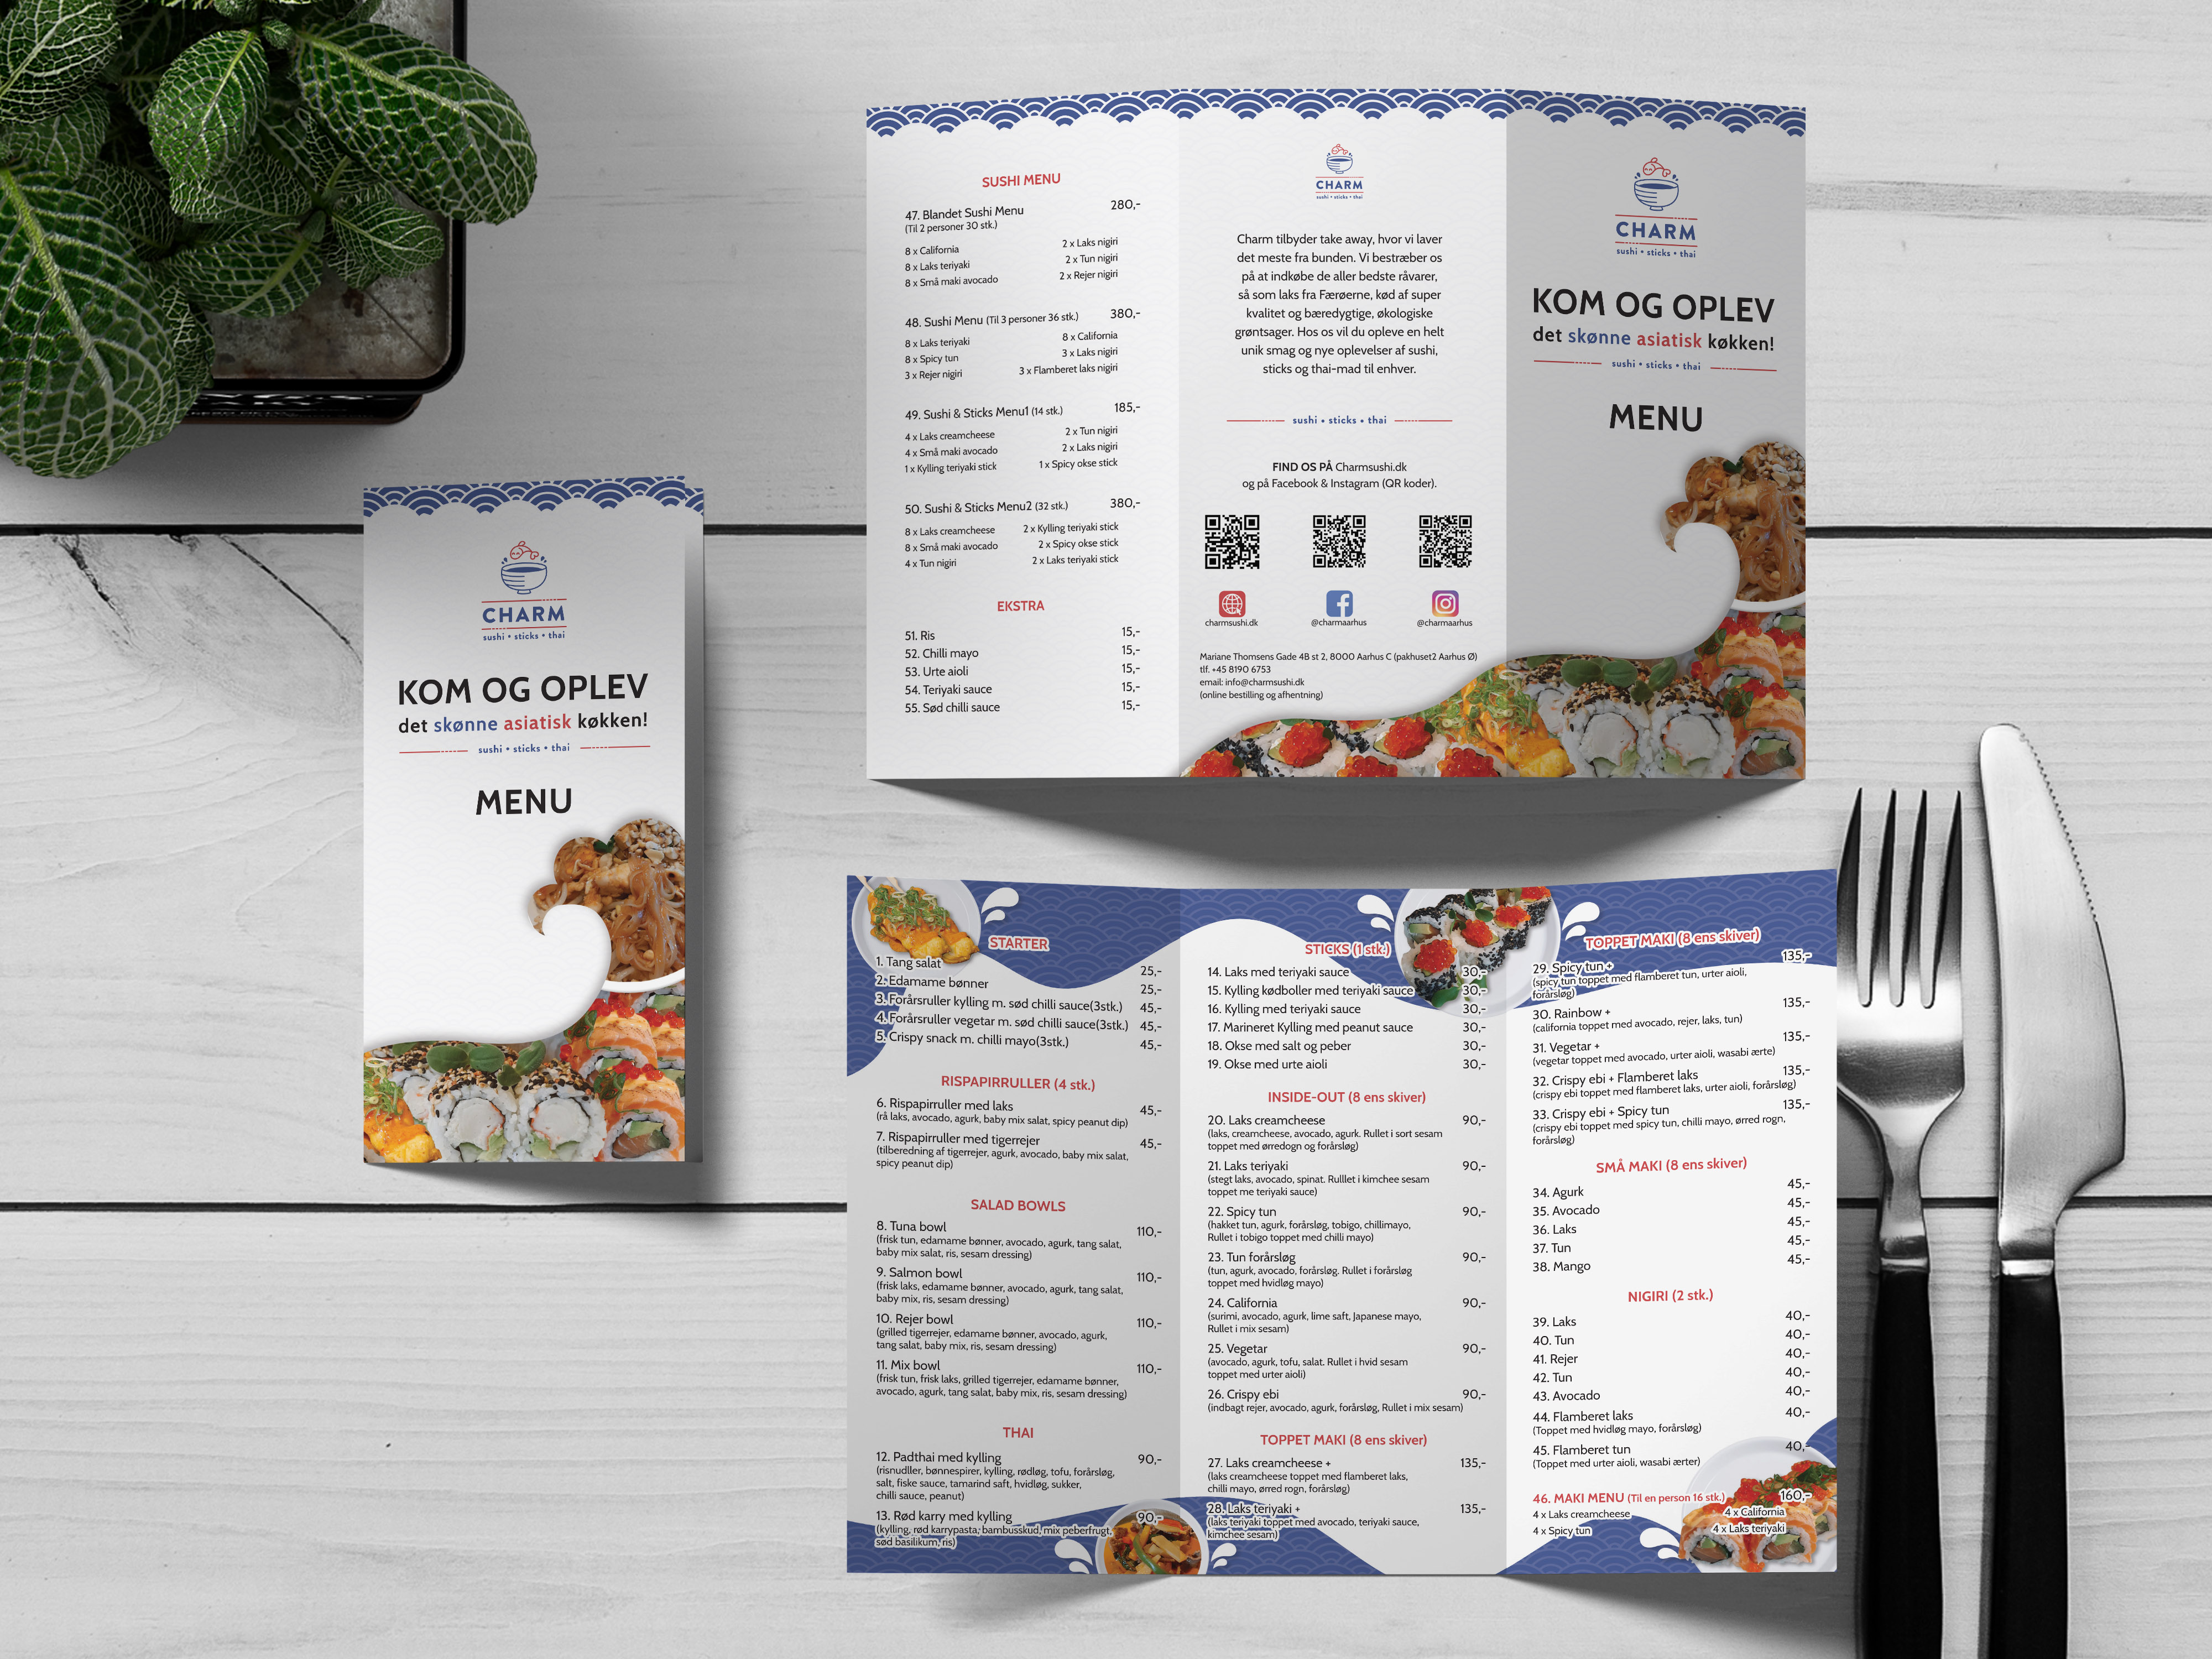 CHARM
sushi • sticks • thai
KOM OG OPLEV
det skønne asiatisk køkken!
sushi • sticks • thai
MENU
SUSHI MENU
47. Blandet Sushi Menu 280,-
(Til 2 personer 30 stk.)
8 x California 2 x Laks nigiri
8 x Laks teriyaki 2 x Tun nigiri
8 x Små maki avocado 2 x Rejer nigiri
48. Sushi Menu (Til 3 personer 36 stk.) 380,-
8 x Laks teriyaki 8 x California
8 x Spicy tun 3 x Laks nigiri
3 x Rejer nigiri 3 x Flamberet laks nigiri
49. Sushi & Sticks Menu1 (14 stk.) 185,-
4 x Laks creamcheese 2 x Tun nigiri
4 x Små maki avocado 2 x Laks nigiri
1 x Kylling teriyaki stick 1 x Spicy okse stick
50. Sushi & Sticks Menu2 (32 stk.) 380,-
8 x Laks creamcheese 2 x Kylling teriyaki stick
8 x Små maki avocado 2 x Spicy okse stick
4 x Tun nigiri 2 x Laks teriyaki stick
EKSTRA
51. Ris 15,-
52. Chilli mayo 15,-
53. Urte aioli 15,-
54. Teriyaki sauce 15,-
55. Sød chilli sauce 15,-
CHARM
sushi • sticks • thai
Charm tilbyder take away, hvor vi laver
det meste fra bunden. Vi bestræber os
på at indkøbe de aller bedste råvarer,
så som laks fra Færøerne, kød af super
kvalitet og bæredygtige, økologiske
grøntsager. Hos os vil du opleve en helt
unik smag og nye oplevelser af sushi,
sticks og thai-mad til enhver.
sushi • sticks • thai
FIND OS PÅ Charmsushi.dk
og på Facebook & Instagram (QR koder).
charmsushi.dk @charmaarhus @charmaarhus
Mariane Thomsens Gade 4B st 2, 8000 Aarhus C (pakhuset2 Aarhus Ø)
tlf. +45 8190 6753
email: info@charmsushi.dk
(online bestilling og afhentning)
CHARM
sushi • sticks • thai
KOM OG OPLEV
det skønne asiatisk køkken!
sushi • sticks • thai
MENU
STARTER
1. Tang salat 25,-
2. Edamame bønner 25,-
3. Forårsruller kylling m. sød chilli sauce(3stk.) 45,-
4. Forårsruller vegetar m. sød chilli sauce(3stk.) 45,-
5. Crispy snack m. chilli mayo(3stk.) 45,-
RISPAPIRRULLER (4 stk.)
6. Rispapirruller med laks 45,-
(rå laks, avocado, agurk, baby mix salat, spicy peanut dip)
7. Rispapirruller med tigerrejer 45,-
(tilberedning af tigerrejer, agurk, avocado, baby mix salat,
spicy peanut dip)
SALAD BOWLS
8. Tuna bowl 110,-
(frisk tun, edamame bønner, avocado, agurk, tang salat,
baby mix salat, ris, sesam dressing)
9. Salmon bowl 110,-
(frisk laks, edamame bønner, avocado, agurk, tang salat,
baby mix, ris, sesam dressing)
10. Rejer bowl 110,-
(grilled tigerrejer, edamame bønner, avocado, agurk,
tang salat, baby mix, ris, sesam dressing)
11. Mix bowl 110,-
(frisk tun, frisk laks, grilled tigerrejer, edamame bønner,
avocado, agurk, tang salat, baby mix, ris, sesam dressing)
THAI
12. Padthai med kylling 90,-
(risnudller, bønnespirer, kylling, rødløg, tofu, forårsløg,
salt, fiske sauce, tamarind saft, hvidløg, sukker,
chilli sauce, peanut)
13. Rød karry med kylling 90,-
(kylling, rød karrypasta, bambusskud, mix peberfrugt,
sød basilikum, ris)
STICKS (1 stk.)
14. Laks med teriyaki sauce 30,-
15. Kylling kødboller med teriyaki sauce 30,-
16. Kylling med teriyaki sauce 30,-
17. Marineret Kylling med peanut sauce 30,-
18. Okse med salt og peber 30,-
19. Okse med urte aioli 30,-
INSIDE-OUT (8 ens skiver)
20. Laks creamcheese 90,-
(laks, creamcheese, avocado, agurk. Rullet i sort sesam
toppet med ørredogn og forårsløg)
21. Laks teriyaki 90,-
(stegt laks, avocado, spinat. Rulllet i kimchee sesam
toppet me teriyaki sauce)
22. Spicy tun 90,-
(hakket tun, agurk, forårsløg, tobigo, chillimayo,
Rullet i tobigo toppet med chilli mayo)
23. Tun forårsløg 90,-
(tun, agurk, avocado, forårsløg. Rullet i forårsløg
toppet med hvidløg mayo)
24. California 90,-
(surimi, avocado, agurk, lime saft, Japanese mayo,
Rullet i mix sesam)
25. Vegetar 90,-
(avocado, agurk, tofu, salat. Rullet i hvid sesam
toppet med urter aioli)
26. Crispy ebi 90,-
(indbagt rejer, avocado, agurk, forårsløg, Rullet i mix sesam)
TOPPET MAKI (8 ens skiver)
27. Laks creamcheese + 135,-
(laks creamcheese toppet med flamberet laks,
chilli mayo, ørred rogn, forårsløg)
28. Laks teriyaki + 135,-
(laks teriyaki toppet med avocado, teriyaki sauce,
kimchee sesam)
TOPPET MAKI (8 ens skiver)
29. Spicy tun + 135,-
(spicy tun toppet med flamberet tun, urter aioli,
forårsløg)
30. Rainbow + 135,-
(california toppet med avocado, rejer, laks, tun)
31. Vegetar + 135,-
(vegetar toppet med avocado, urter aioli, wasabi ærte)
32. Crispy ebi + Flamberet laks 135,-
(crispy ebi toppet med flamberet laks, urter aioli, forårsløg)
33. Crispy ebi + Spicy tun 135,-
(crispy ebi toppet med spicy tun, chilli mayo, ørred rogn,
forårsløg)
SMÅ MAKI (8 ens skiver)
34. Agurk 45,-
35. Avocado 45,-
36. Laks 45,-
37. Tun 45,-
38. Mango 45,-
NIGIRI (2 stk.)
39. Laks 40,-
40. Tun 40,-
41. Rejer 40,-
42. Tun 40,-
43. Avocado 40,-
44. Flamberet laks 40,-
(Toppet med hvidløg mayo, forårsløg)
45. Flamberet tun 40,-
(Toppet med urter aioli, wasabi ærter)
46. MAKI MENU (Til en person 16 stk.) 160,-
4 x Laks creamcheese 4 x California
4 x Spicy tun 4 x Laks teriyaki